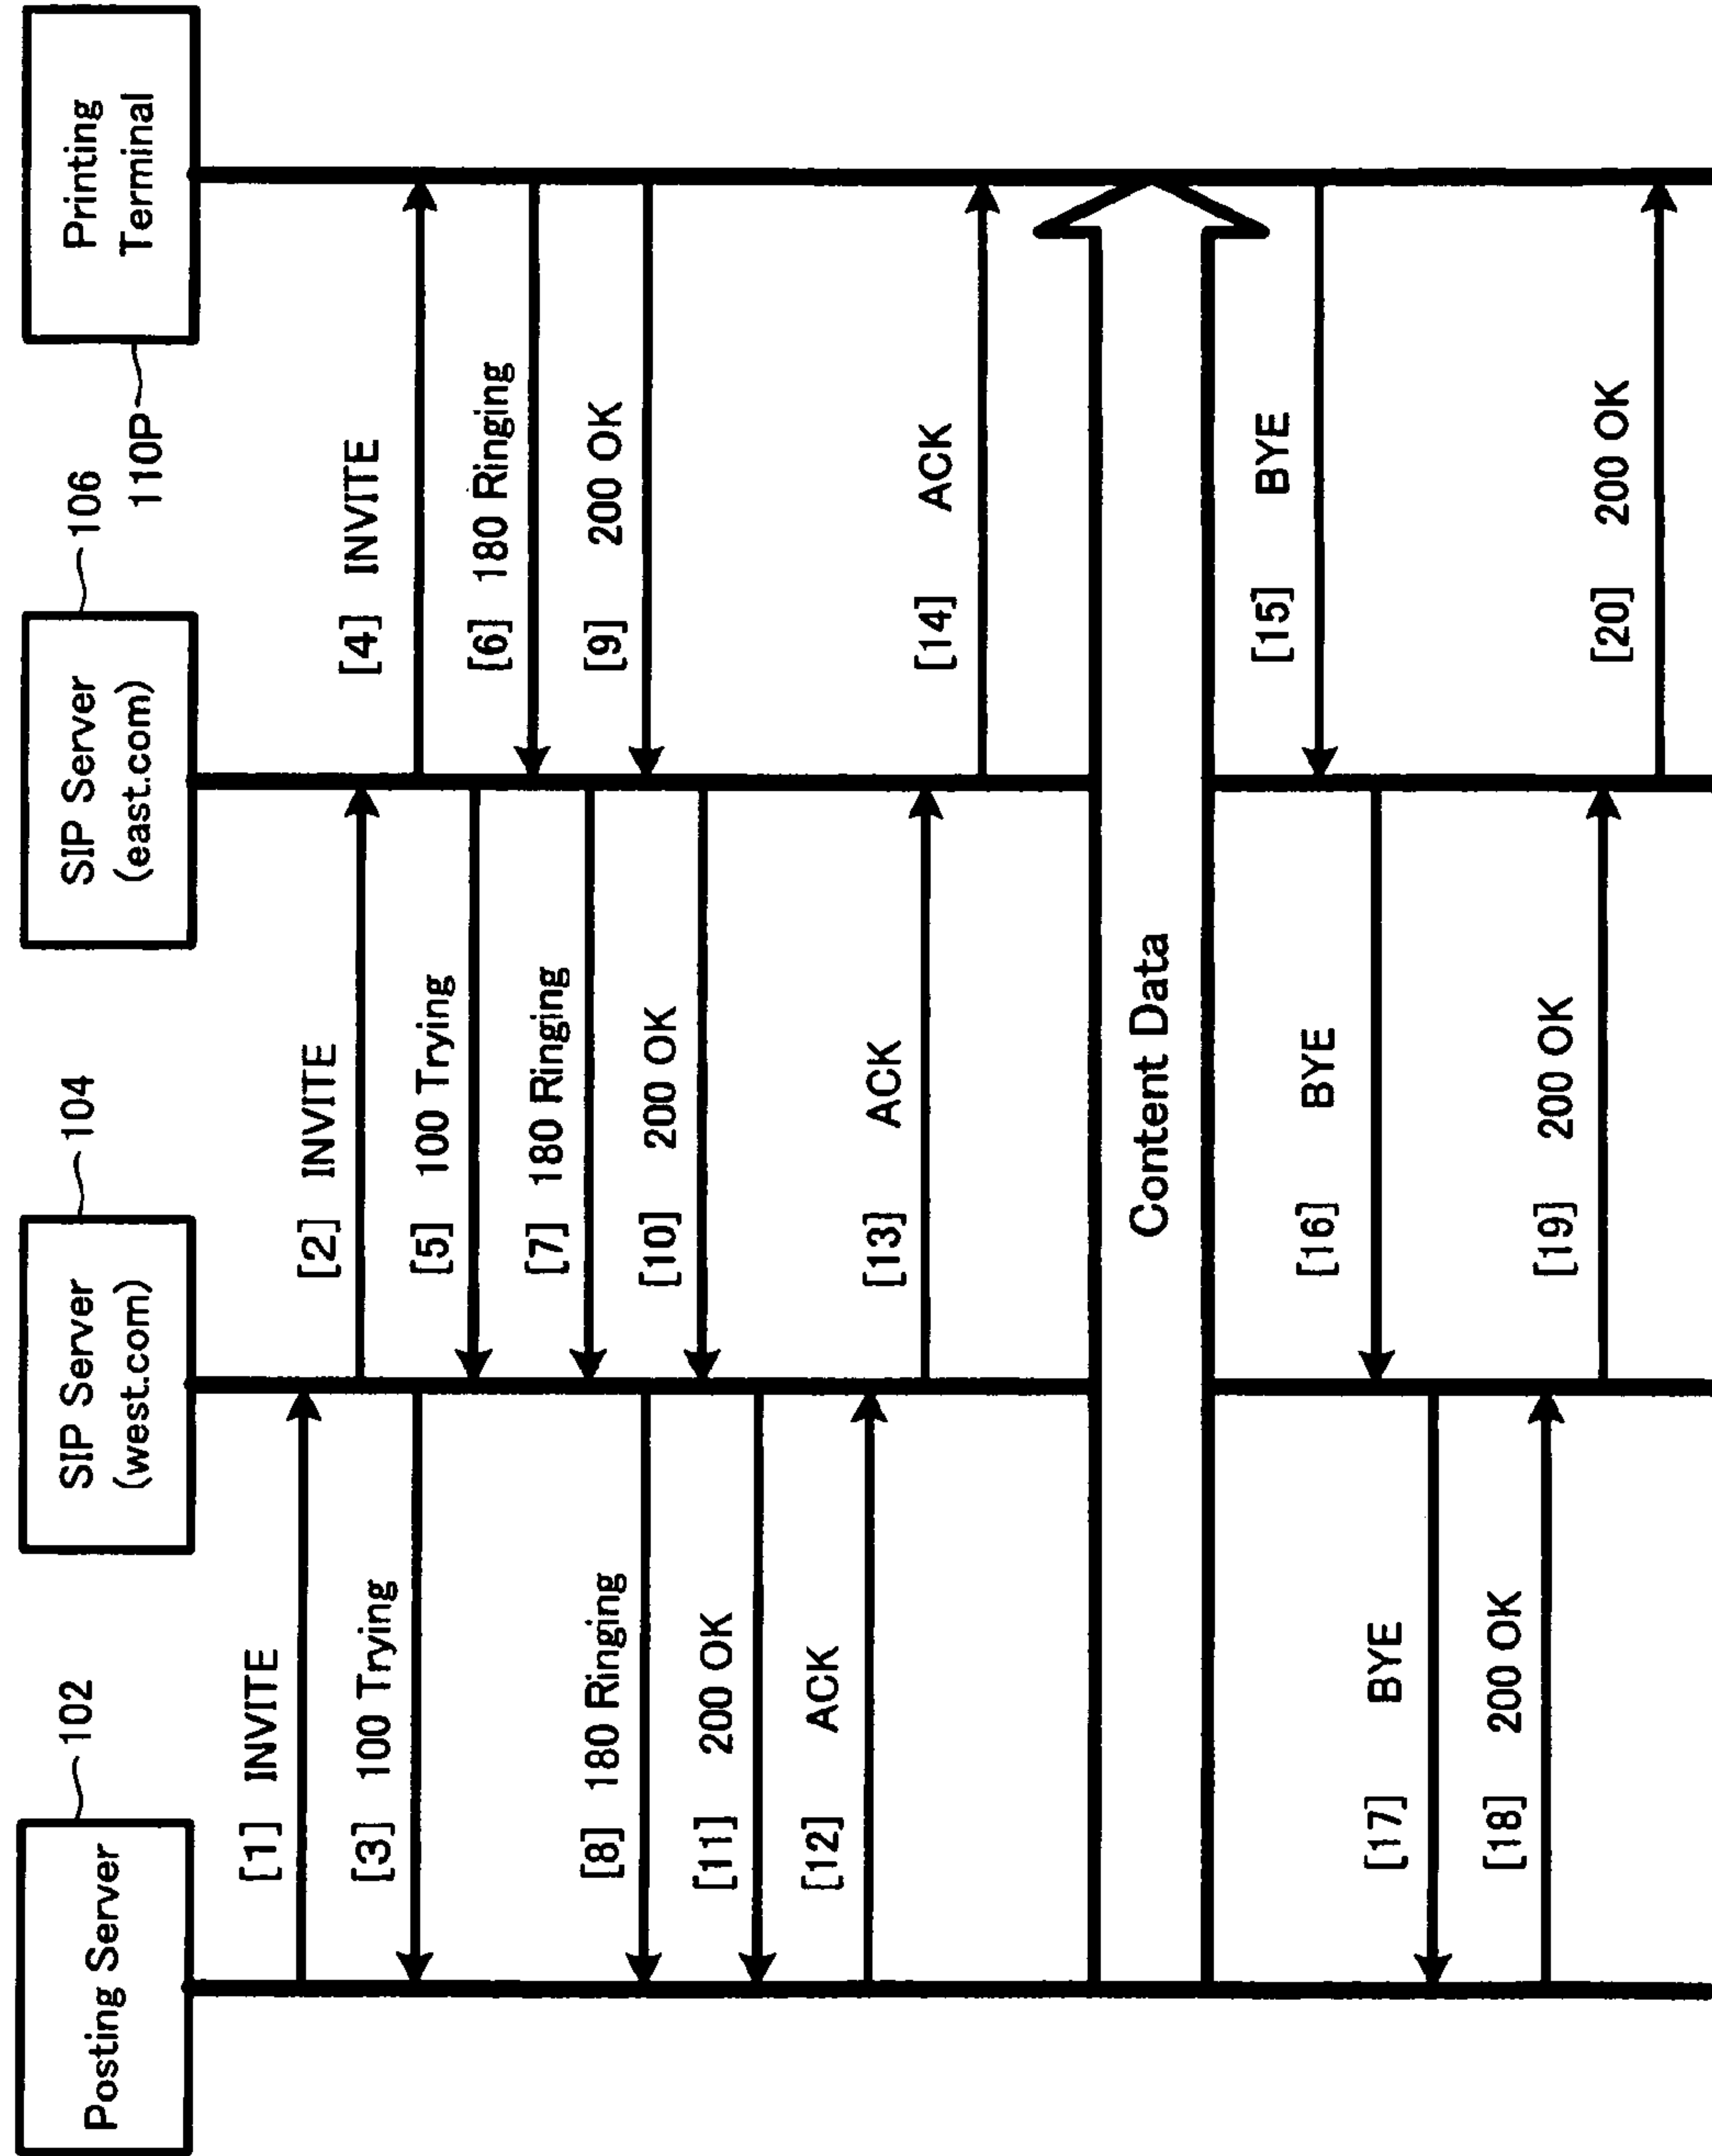 Posting Server
102
SIP Server
(west.com)
104
SIP Server
(east.com)
106
Printing
Terminal
110P
[1] INVITE
[2] INVITE
[3] 100 Trying
[4] INVITE
[5] 100 Trying
[6] 180 Ringing
[7] 180 Ringing
[8] 180 Ringing
[9] 200 OK
[10] 200 OK
[11] 200 OK
[12] ACK
[13] ACK
[14] ACK
Content Data
[15] BYE
[16] BYE
[17] BYE
[18] 200 OK
[19] 200 OK
[20] 200 OK